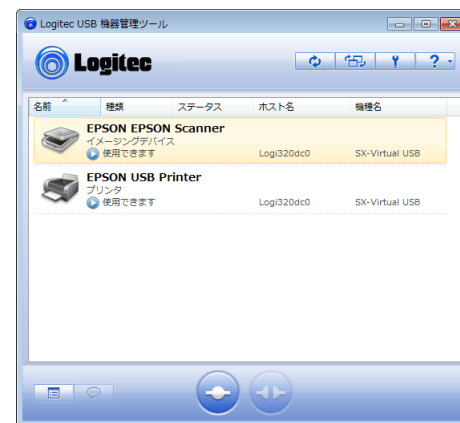 Logitec USB 機器管理ツール
Logitec
?
名前 種類 ステータス ホスト名 機種名
EPSON EPSON Scanner
イメージングデバイス
使用できます Logi320dc0 SX-Virtual USB
EPSON USB Printer
プリンタ
使用できます Logi320dc0 SX-Virtual USB